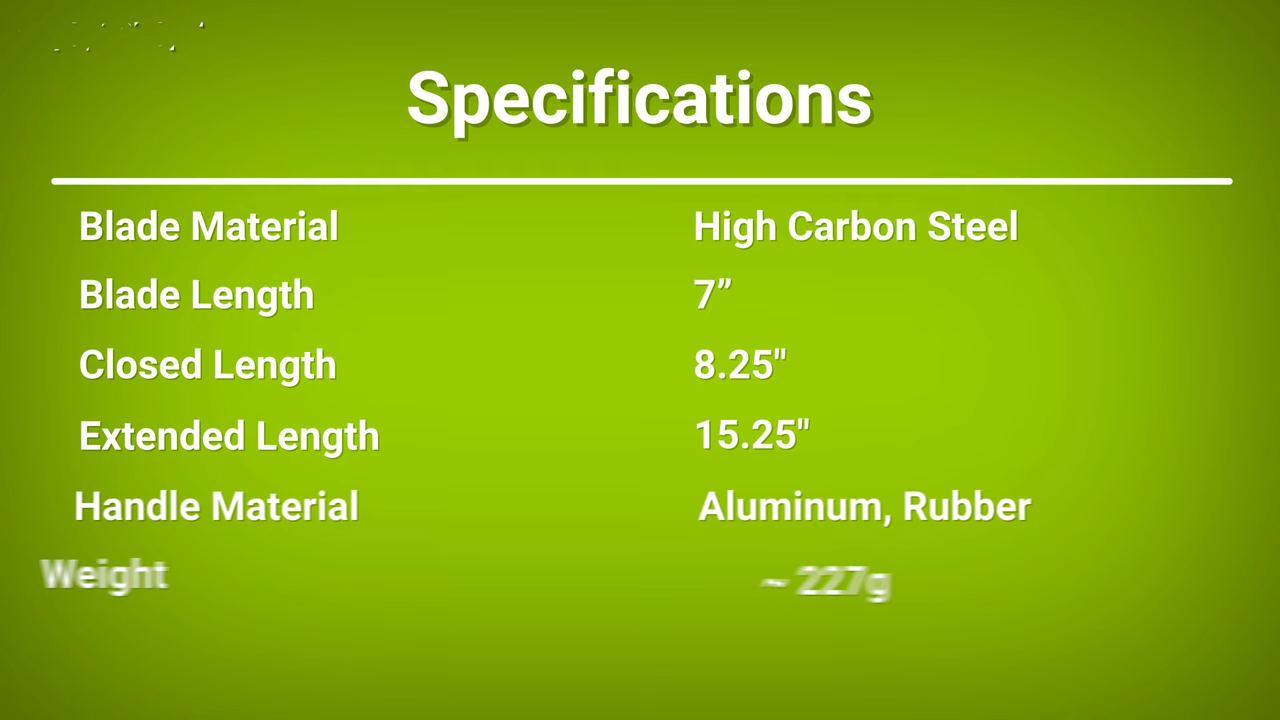 Specifications
Blade Material High Carbon Steel
Blade Length 7”
Closed Length 8.25"
Extended Length 15.25"
Handle Material Aluminum, Rubber
Weight ~ 227g